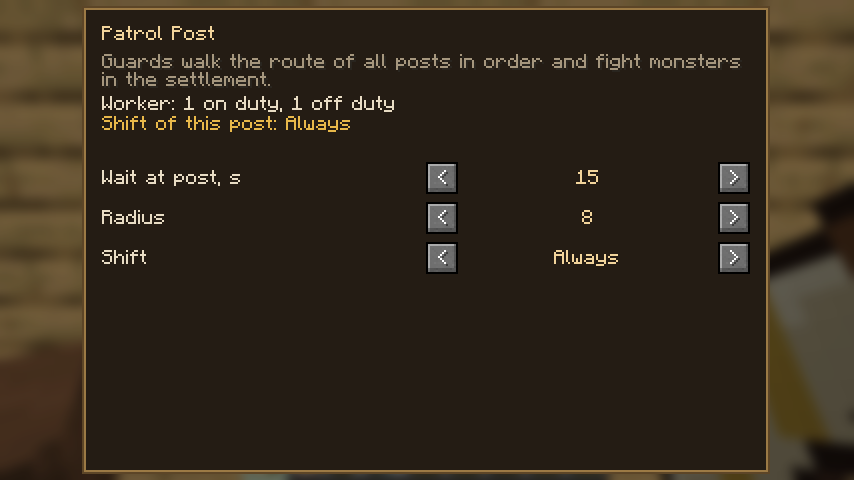 Patrol Post
Guards walk the route of all posts in order and fight monsters
in the settlement.
Worker: 1 on duty, 1 off duty
Shift of this post: Always
Wait at post, s < 15 >
Radius < 8 >
Shift < Always >